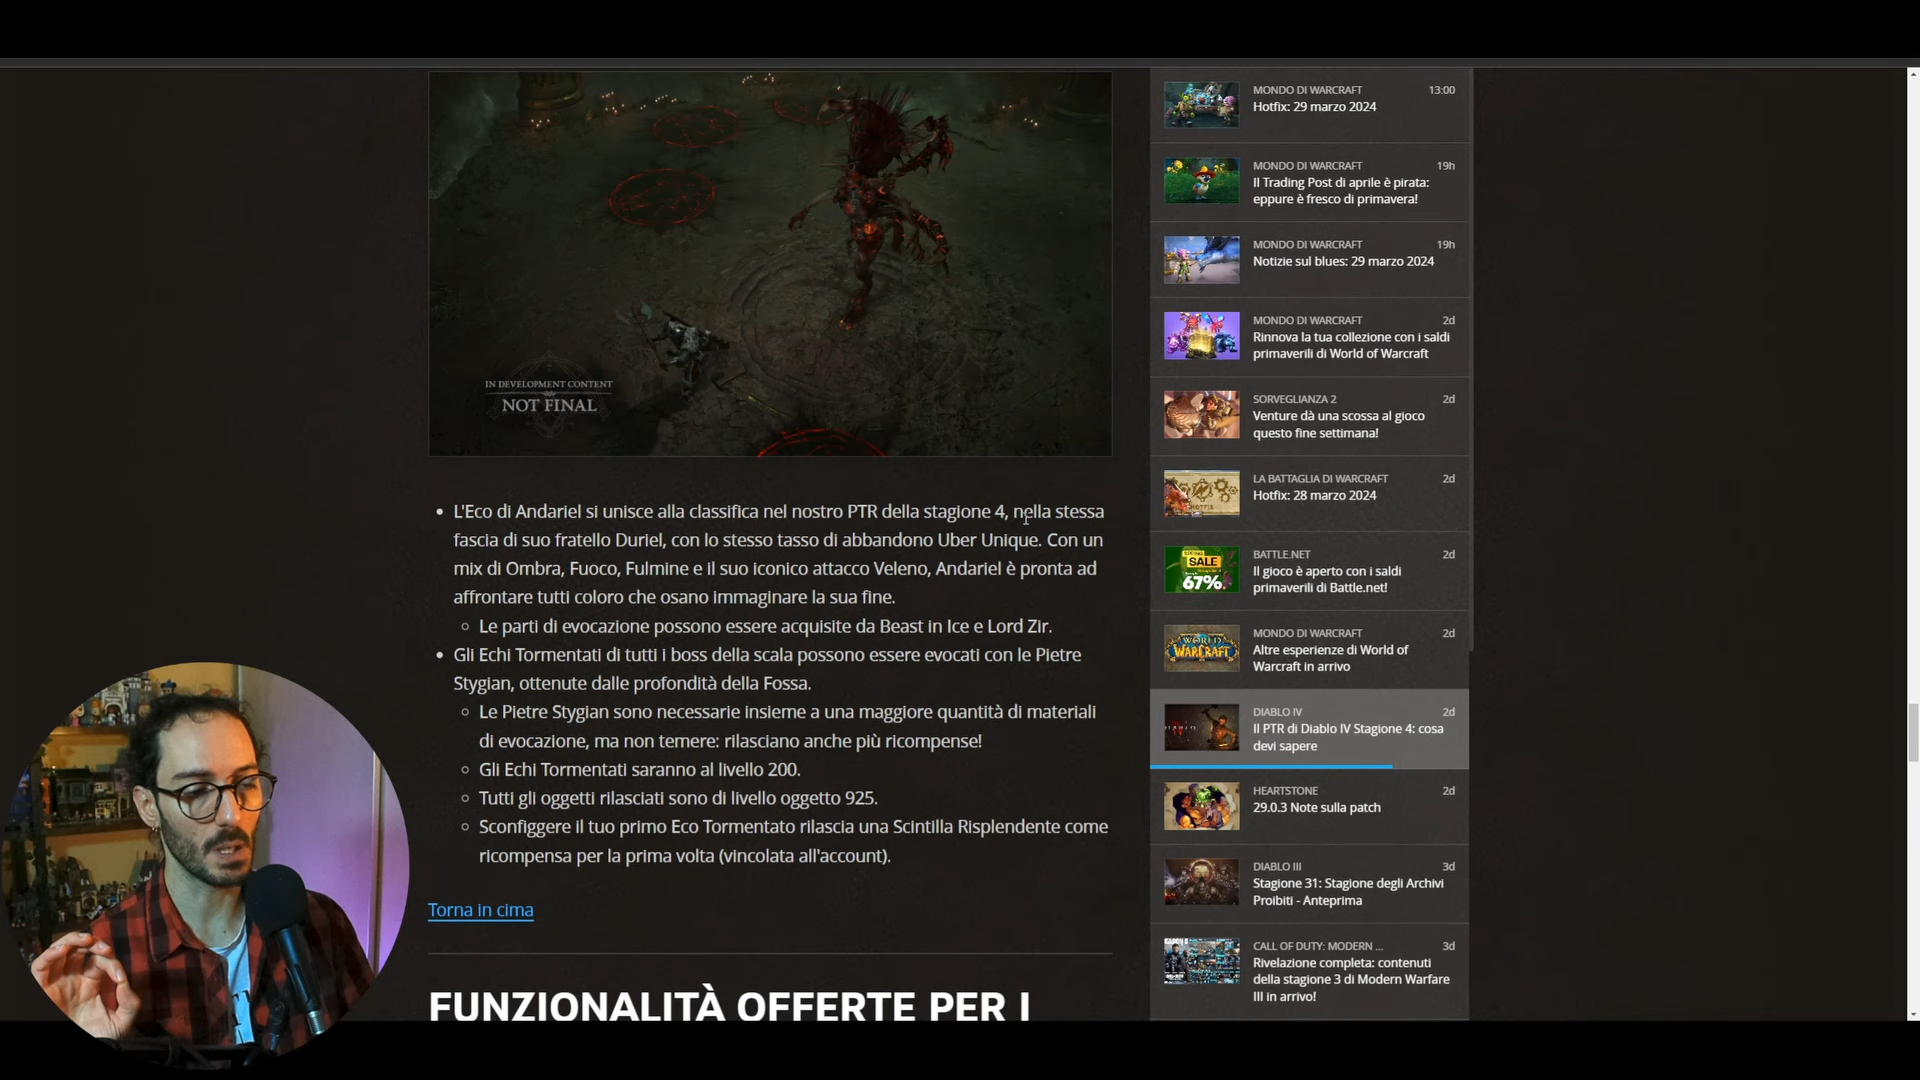 IN DEVELOPMENT CONTENT
NOT FINAL
L'Eco di Andariel si unisce alla classifica nel nostro PTR della stagione 4, nella stessa
fascia di suo fratello Duriel, con lo stesso tasso di abbandono Uber Unique. Con un
mix di Ombra, Fuoco, Fulmine e il suo iconico attacco Veleno, Andariel è pronta ad
affrontare tutti coloro che osano immaginare la sua fine.
Le parti di evocazione possono essere acquisite da Beast in Ice e Lord Zir.
Gli Echi Tormentati di tutti i boss della scala possono essere evocati con le Pietre
Stygian, ottenute dalle profondità della Fossa.
Le Pietre Stygian sono necessarie insieme a una maggiore quantità di materiali
di evocazione, ma non temere: rilasciano anche più ricompense!
Gli Echi Tormentati saranno al livello 200.
Tutti gli oggetti rilasciati sono di livello oggetto 925.
Sconfiggere il tuo primo Eco Tormentato rilascia una Scintilla Risplendente come
ricompensa per la prima volta (vincolata all'account).
Torna in cima
FUNZIONALITÀ OFFERTE PER I
MONDO DI WARCRAFT 13:00
Hotfix: 29 marzo 2024
MONDO DI WARCRAFT 19h
Il Trading Post di aprile è pirata:
eppure è fresco di primavera!
MONDO DI WARCRAFT 19h
Notizie sul blues: 29 marzo 2024
MONDO DI WARCRAFT 2d
Rinnova la tua collezione con i saldi
primaverili di World of Warcraft
SORVEGLIANZA 2 2d
Venture dà una scossa al gioco
questo fine settimana!
LA BATTAGLIA DI WARCRAFT 2d
Hotfix: 28 marzo 2024
BATTLE.NET 2d
Il gioco è aperto con i saldi
primaverili di Battle.net!
SALE
67%
MONDO DI WARCRAFT 2d
Altre esperienze di World of
Warcraft in arrivo
WARCRAFT
DIABLO IV 2d
Il PTR di Diablo IV Stagione 4: cosa
devi sapere
HEARTSTONE 2d
29.0.3 Note sulla patch
DIABLO III 3d
Stagione 31: Stagione degli Archivi
Proibiti - Anteprima
CALL OF DUTY: MODERN ... 3d
Rivelazione completa: contenuti
della stagione 3 di Modern Warfare
III in arrivo!